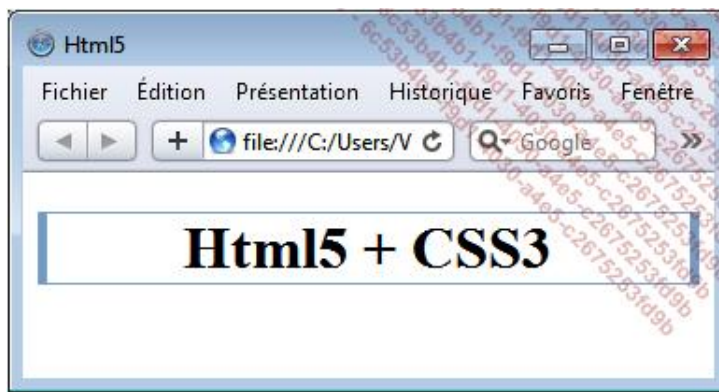 Html5
Fichier Édition Présentation Historique Favoris Fenêtre
+ file:///C:/Users/V Google »
Html5 + CSS3